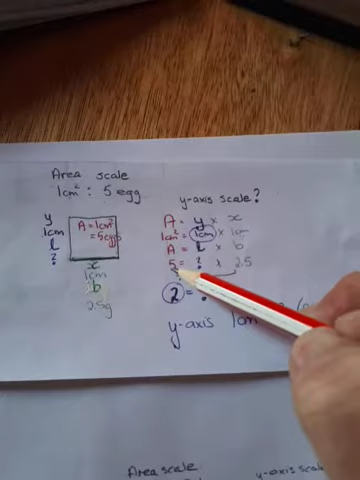 Area scale
1cm² : 5 egg
y
1cm
l
?
A = 1cm²
= 5eggs
x
1cm
b
2.5g
y-axis scale?
A = y × x
1cm² = 1cm × 1cm
A = l × b
5 = ? × 2.5
2 = ?
y-axis 1cm
Area scale
y-axis scale